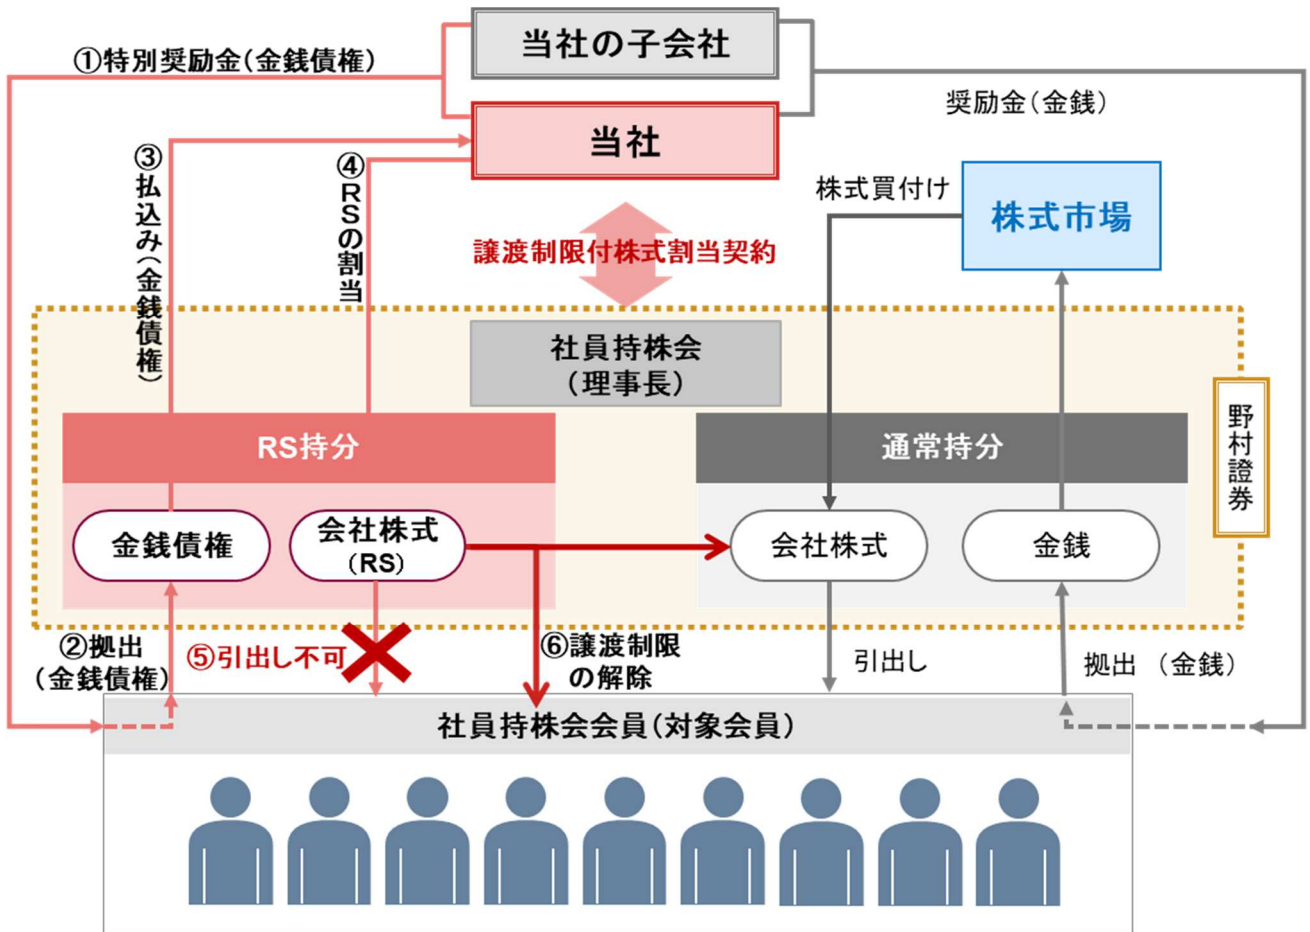 当社の子会社
①特別奨励金(金銭債権)
奨励金(金銭)
当社
③払込み(金銭債権)
④RSの割当
株式買付け
株式市場
譲渡制限付株式割当契約
社員持株会
(理事長)
野村證券
RS持分
通常持分
金銭債権
会社株式
(RS)
会社株式
金銭
②拠出
(金銭債権)
⑤引出し不可
⑥譲渡制限
の解除
引出し
拠出 (金銭)
社員持株会会員(対象会員)